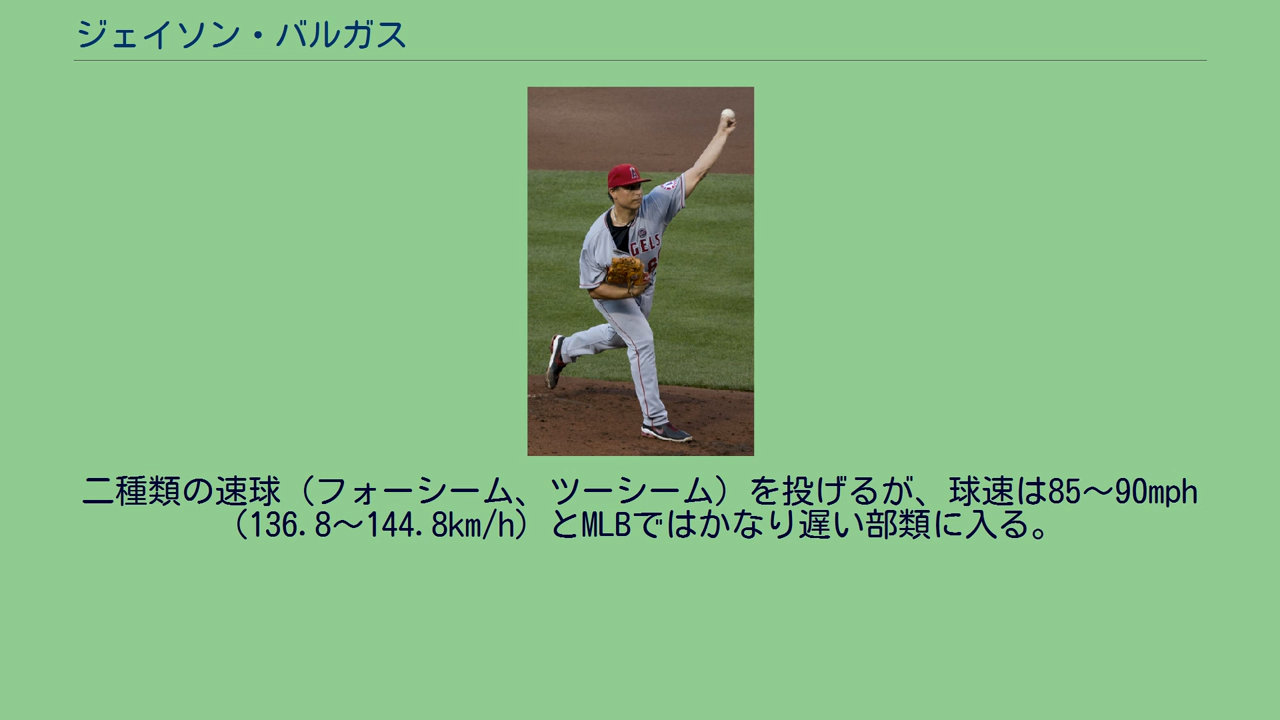 ジェイソン・バルガス
GELS
6
二種類の速球（フォーシーム、ツーシーム）を投げるが、球速は85〜90mph
（136.8〜144.8km/h）とMLBではかなり遅い部類に入る。